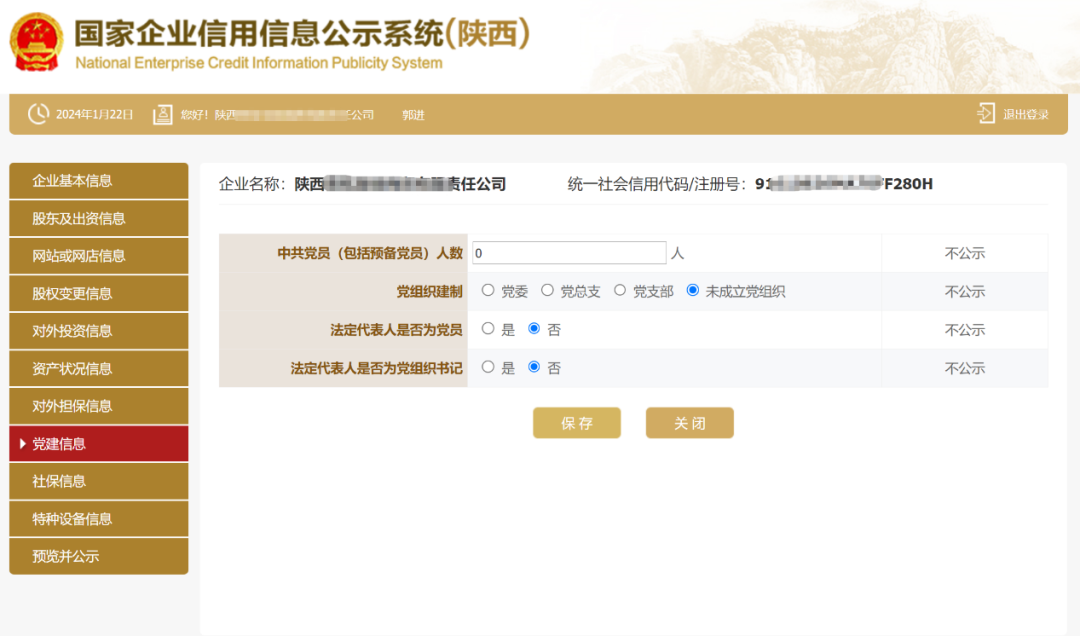 国家企业信用信息公示系统(陕西)
National Enterprise Credit Information Publicity System
2024年1月22日 您好！陕西 公司 郭进 退出登录
企业基本信息
股东及出资信息
网站或网店信息
股权变更信息
对外投资信息
资产状况信息
对外担保信息
党建信息
社保信息
特种设备信息
预览并公示
企业名称：陕西 责任公司 统一社会信用代码/注册号：91 F280H
中共党员（包括预备党员）人数 0 人 不公示
党组织建制 党委 党总支 党支部 未成立党组织 不公示
法定代表人是否为党员 是 否 不公示
法定代表人是否为党组织书记 是 否 不公示
保存 关闭